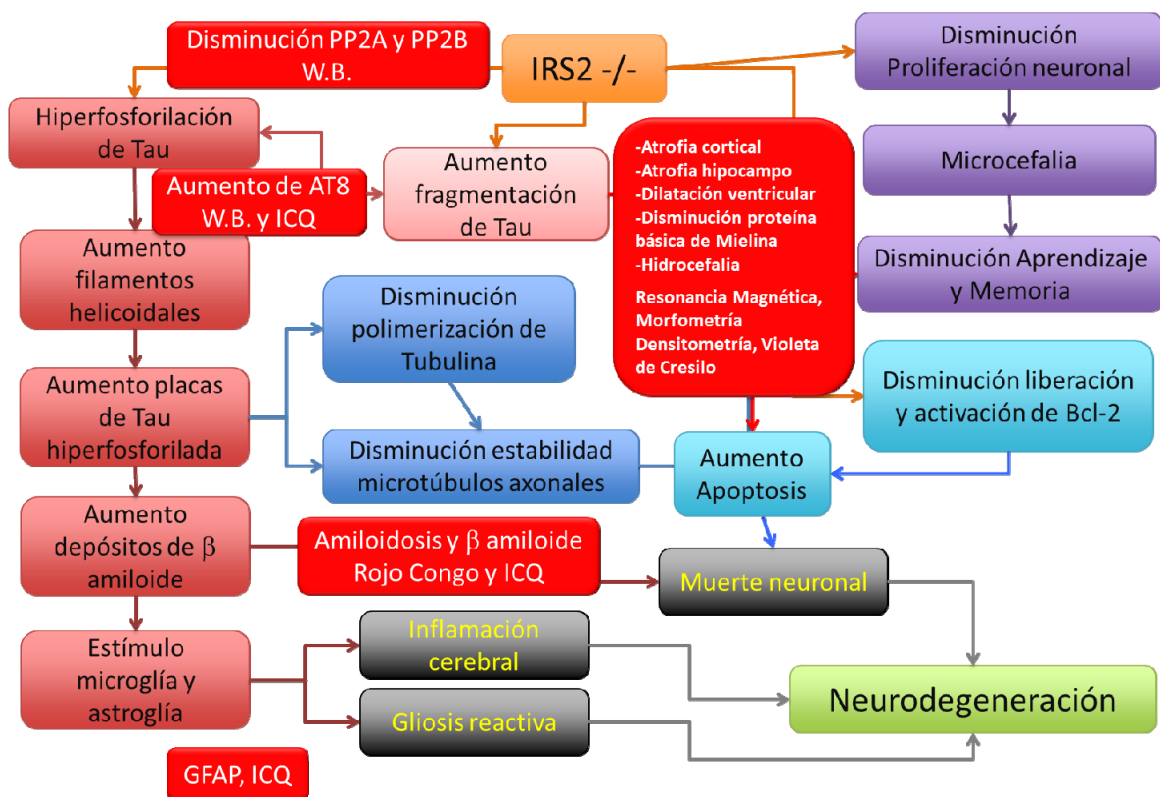 Disminución PP2A y PP2B
W.B.
IRS2 -/-
Disminución
Proliferación neuronal
Hiperfosforilación
de Tau
Aumento de AT8
W.B. y ICQ
Aumento
fragmentación
de Tau
-Atrofia cortical
-Atrofia hipocampo
-Dilatación ventricular
-Disminución proteína
básica de Mielina
-Hidrocefalia
Resonancia Magnética,
Morfometría
Densitometría, Violeta
de Cresilo
Microcefalia
Disminución Aprendizaje
y Memoria
Aumento
filamentos
helicoidales
Disminución
polimerización de
Tubulina
Disminución liberación
y activación de Bcl-2
Aumento placas
de Tau
hiperfosforilada
Disminución estabilidad
microtúbulos axonales
Aumento
Apoptosis
Aumento
depósitos de β
amiloide
Amiloidosis y β amiloide
Rojo Congo y ICQ
Muerte neuronal
Estímulo
microglía y
astroglía
Inflamación
cerebral
Gliosis reactiva
Neurodegeneración
GFAP, ICQ